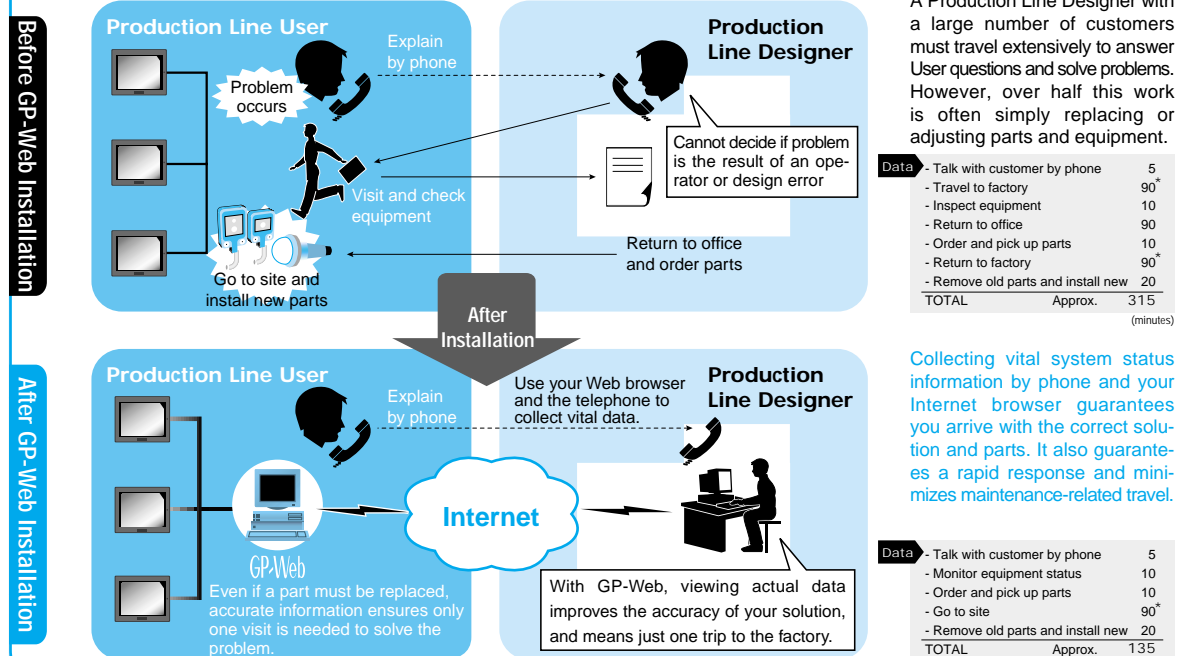 Before GP-Web Installation
Production Line User
Explain
by phone
Problem
occurs
Visit and check
equipment
Go to site and
install new parts
Production
Line Designer
Cannot decide if problem
is the result of an ope-
rator or design error
Return to office
and order parts
A Production Line Designer with
a large number of customers
must travel extensively to answer
User questions and solve problems.
However, over half this work
is often simply replacing or
adjusting parts and equipment.
Data
- Talk with customer by phone 5
- Travel to factory 90*
- Inspect equipment 10
- Return to office 90
- Order and pick up parts 10
- Return to factory 90*
- Remove old parts and install new 20
TOTAL Approx. 315
(minutes)
After
Installation
After GP-Web Installation
Production Line User
Explain
by phone
Use your Web browser
and the telephone to
collect vital data.
Production
Line Designer
Internet
GP-Web
Even if a part must be replaced,
accurate information ensures only
one visit is needed to solve the
problem.
With GP-Web, viewing actual data
improves the accuracy of your solution,
and means just one trip to the factory.
Collecting vital system status
information by phone and your
Internet browser guarantees
you arrive with the correct solu-
tion and parts. It also guarante-
es a rapid response and mini-
mizes maintenance-related travel.
Data
- Talk with customer by phone 5
- Monitor equipment status 10
- Order and pick up parts 10
- Go to site 90*
- Remove old parts and install new 20
TOTAL Approx. 135